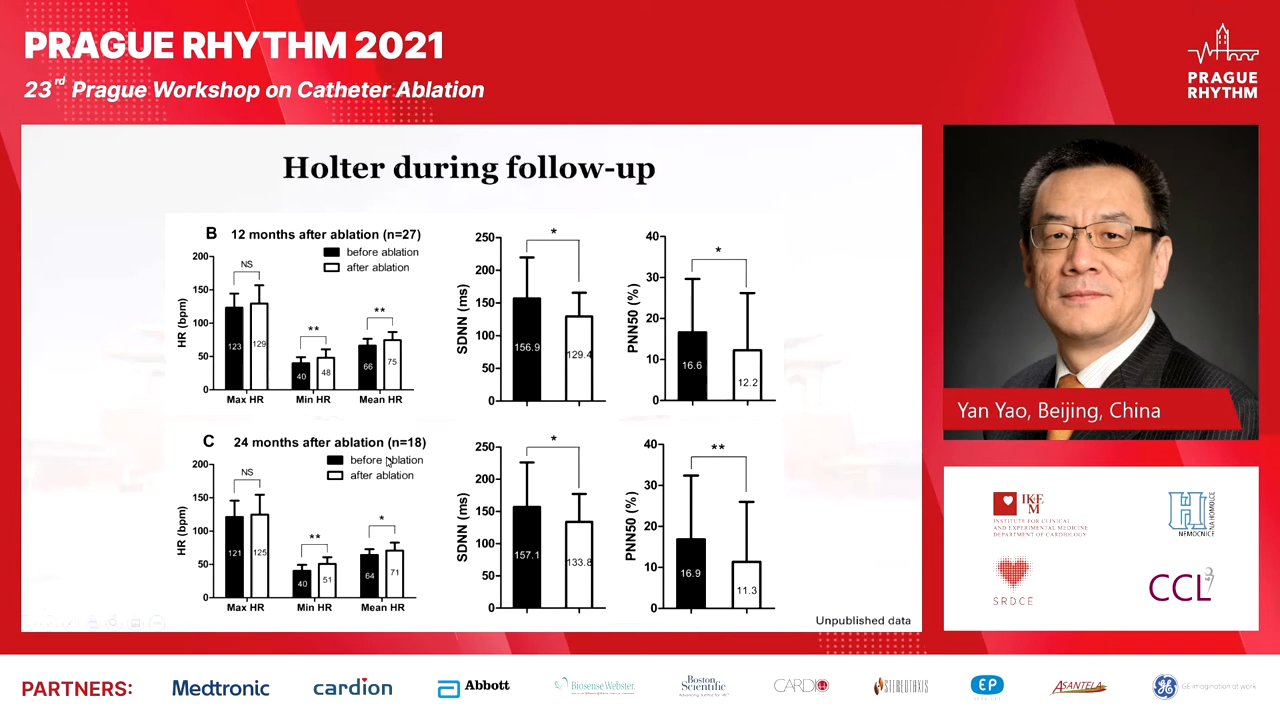 PRAGUE RHYTHM 2021
23rd Prague Workshop on Catheter Ablation
PRAGUE
RHYTHM
Holter during follow-up
B 12 months after ablation (n=27)
before ablation
after ablation
HR (bpm)
200
150
100
50
0
NS
**
**
123
129
40
48
66
75
Max HR
Min HR
Mean HR
SDNN (ms)
250
200
150
100
50
0
*
156.9
129.4
PNN50 (%)
40
30
20
10
0
*
16.6
12.2
C 24 months after ablation (n=18)
before ablation
after ablation
HR (bpm)
200
150
100
50
0
NS
**
*
121
125
40
51
64
71
Max HR
Min HR
Mean HR
SDNN (ms)
250
200
150
100
50
0
*
157.1
133.8
PNN50 (%)
40
30
20
10
0
**
16.9
11.3
Unpublished data
Yan Yao, Beijing, China
IKE
M
INSTITUTE FOR CLINICAL
AND EXPERIMENTAL MEDICINE
DEPARTMENT OF CARDIOLOGY
H
NEMOCNICE
NA HOMOLCE
SRDCE
CCL
PARTNERS:
Medtronic
cardion
Abbott
Biosense Webster
Boston
Scientific
CARDIO
STEREOTAXIS
EP
ASANTELA
GE imagination at work